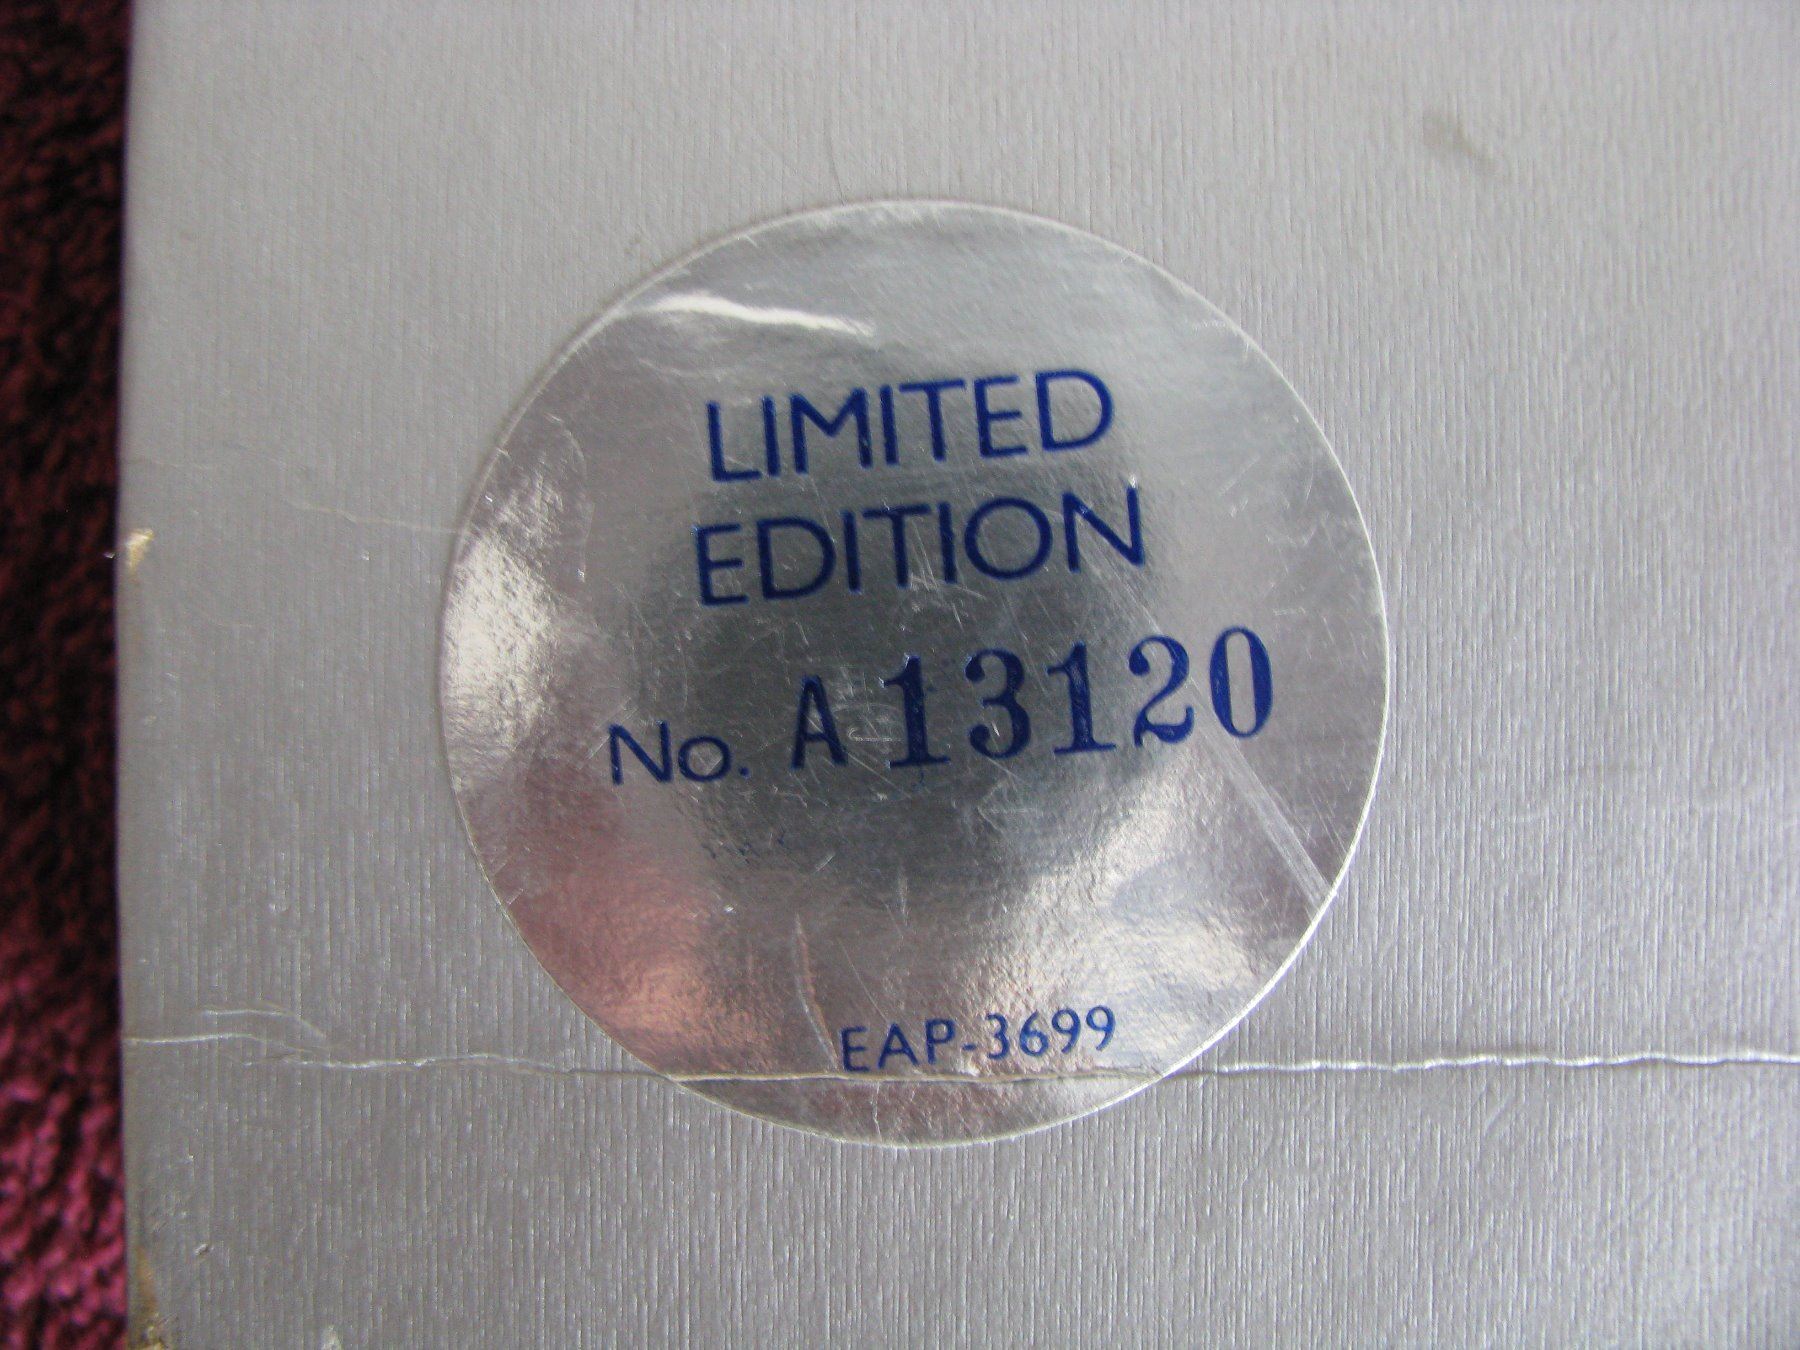 LIMITED
EDITION
No. A 13120
EAP-3699